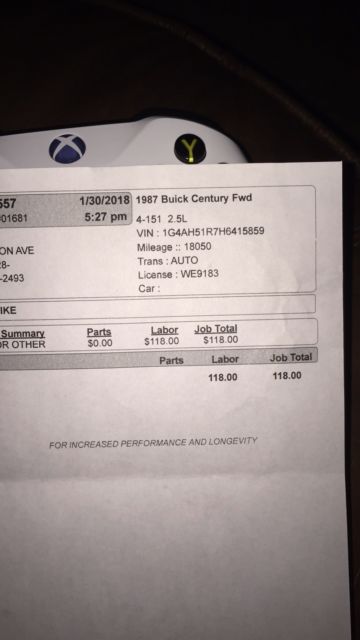 Y
557 1/30/2018 1987 Buick Century Fwd
01681 5:27 pm 4-151 2.5L
VIN : 1G4AH51R7H6415859
ON AVE Mileage :: 18050
28- Trans : AUTO
-2493 License : WE9183
Car :
IKE
Summary Parts Labor Job Total
OR OTHER $0.00 $118.00 $118.00
Parts Labor Job Total
118.00 118.00
FOR INCREASED PERFORMANCE AND LONGEVITY